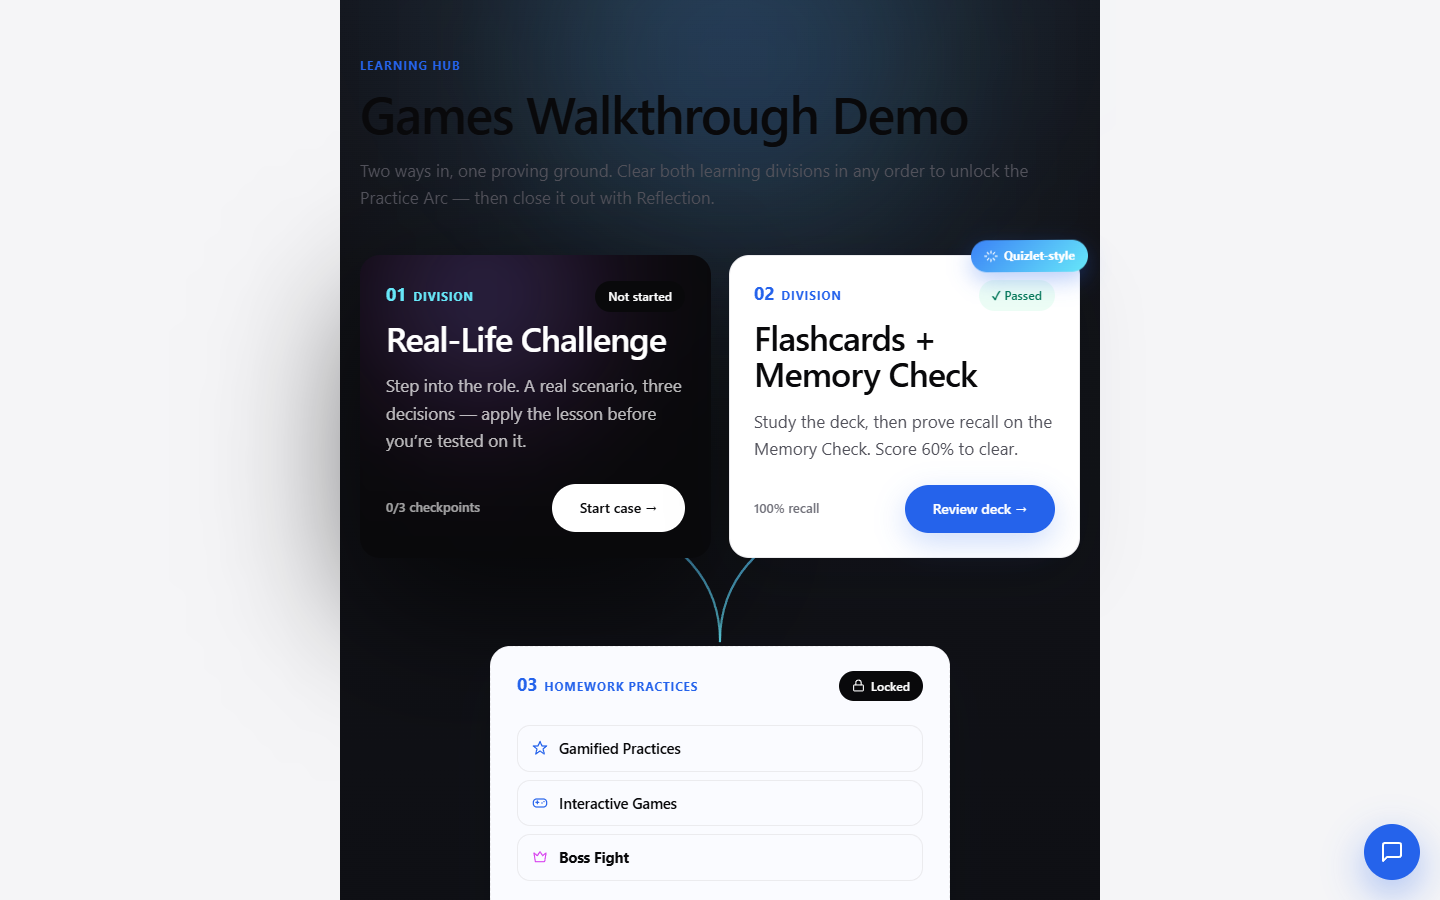 LEARNING HUB
Games Walkthrough Demo
Two ways in, one proving ground. Clear both learning divisions in any order to unlock the
Practice Arc — then close it out with Reflection.
01 DIVISION
Not started
Real-Life Challenge
Step into the role. A real scenario, three
decisions — apply the lesson before
you’re tested on it.
0/3 checkpoints
Start case →
Quizlet-style
02 DIVISION
✓ Passed
Flashcards +
Memory Check
Study the deck, then prove recall on the
Memory Check. Score 60% to clear.
100% recall
Review deck →
03 HOMEWORK PRACTICES
Locked
Gamified Practices
Interactive Games
Boss Fight